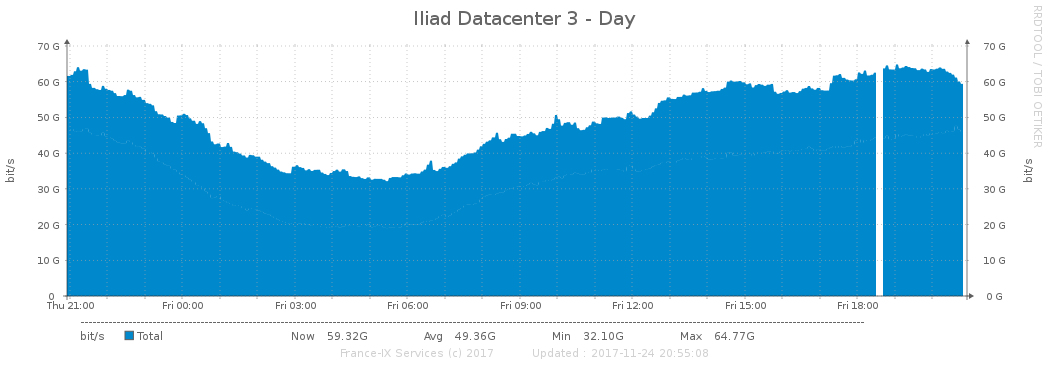 Iliad Datacenter 3 - Day
RRDTOOL / TOBI OETIKER
70 G 70 G
60 G 60 G
50 G 50 G
40 G 40 G
30 G 30 G
20 G 20 G
10 G 10 G
0 0 G
bit/s
bit/s
Thu 21:00 Fri 00:00 Fri 03:00 Fri 06:00 Fri 09:00 Fri 12:00 Fri 15:00 Fri 18:00
bit/s Total Now 59.32G Avg 49.36G Min 32.10G Max 64.77G
France-IX Services (c) 2017 Updated : 2017-11-24 20:55:08